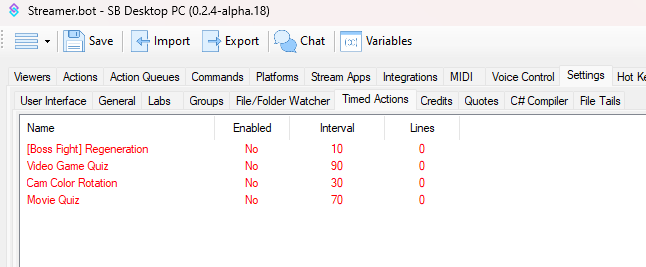 Streamer.bot - SB Desktop PC (0.2.4-alpha.18)
Save Import Export Chat {x} Variables
Viewers Actions Action Queues Commands Platforms Stream Apps Integrations MIDI Voice Control Settings Hot Ke
User Interface General Labs Groups File/Folder Watcher Timed Actions Credits Quotes C# Compiler File Tails
Name Enabled Interval Lines
[Boss Fight] Regeneration No 10 0
Video Game Quiz No 90 0
Cam Color Rotation No 30 0
Movie Quiz No 70 0